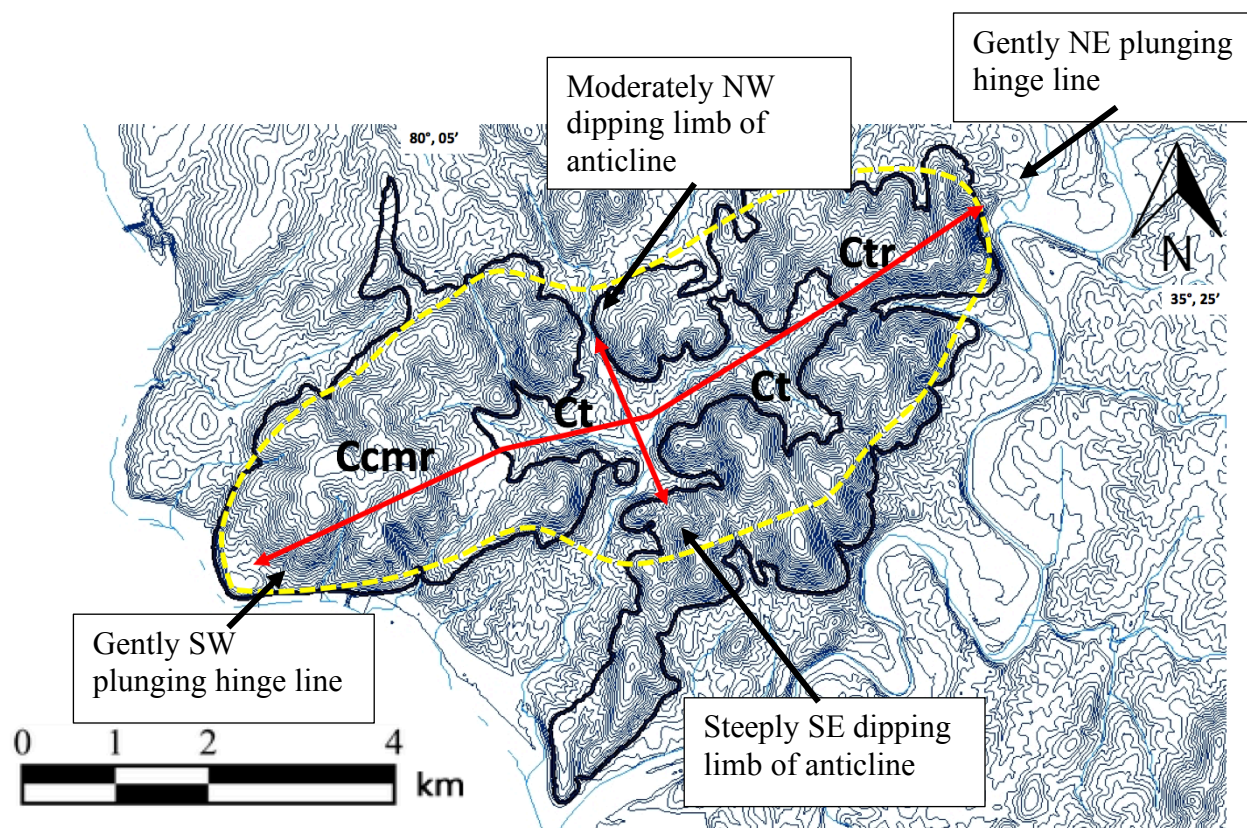 Gently NE plunging
hinge line
Moderately NW
dipping limb of
anticline
80°, 05’
N
35°, 25’
Ctr
Ct
Ct
Ccmr
Gently SW
plunging hinge line
Steeply SE dipping
limb of anticline
0 1 2 4
km